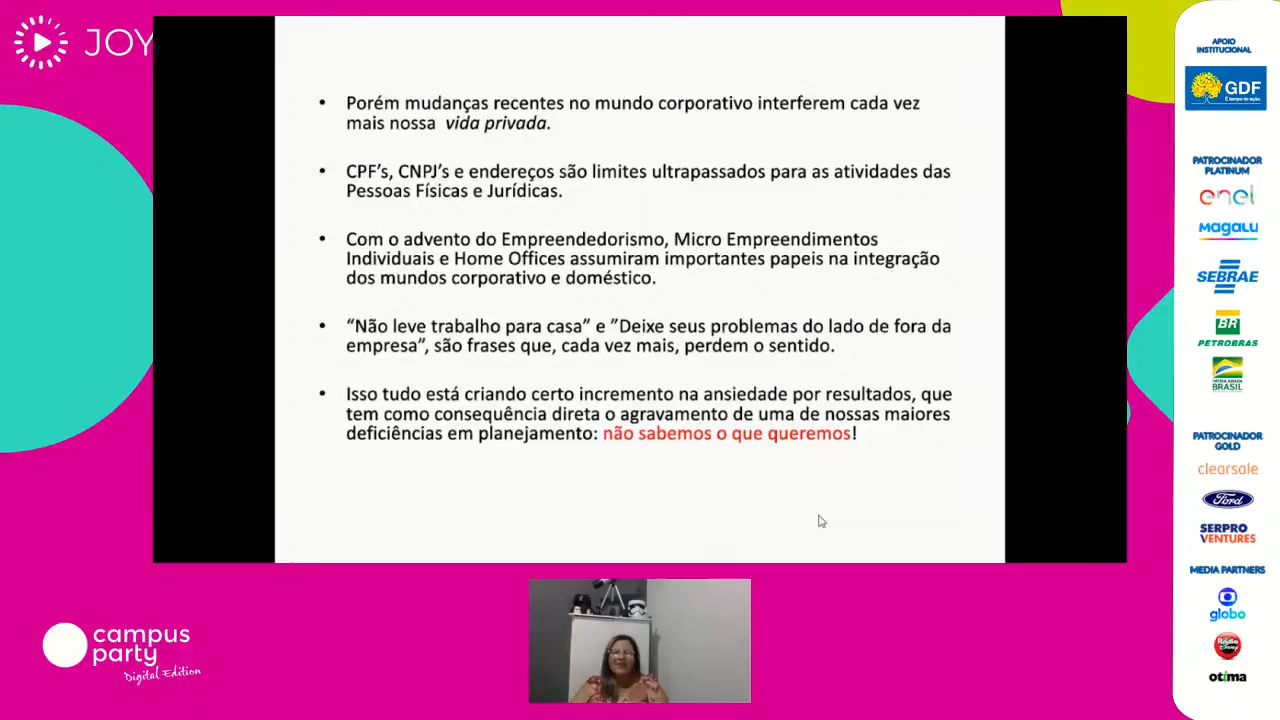 JOY
• Porém mudanças recentes no mundo corporativo interferem cada vez
mais nossa vida privada.
• CPF’s, CNPJ’s e endereços são limites ultrapassados para as atividades das
Pessoas Físicas e Jurídicas.
• Com o advento do Empreendedorismo, Micro Empreendimentos
Individuais e Home Offices assumiram importantes papeis na integração
dos mundos corporativo e doméstico.
• “Não leve trabalho para casa” e ”Deixe seus problemas do lado de fora da
empresa”, são frases que, cada vez mais, perdem o sentido.
• Isso tudo está criando certo incremento na ansiedade por resultados, que
tem como consequência direta o agravamento de uma de nossas maiores
deficiências em planejamento: não sabemos o que queremos!
campus
party
Digital Edition
APOIO
INSTITUCIONAL
GDF
É tempo de ação.
PATROCINADOR
PLATINUM
enel
MAGALU
SEBRAE
BR
PETROBRAS
PÁTRIA AMADA
BRASIL
PATROCINADOR
GOLD
clearsale
Ford
SERPRO
VENTURES
MEDIA PARTNERS
globo
Rádio
Disney
otima